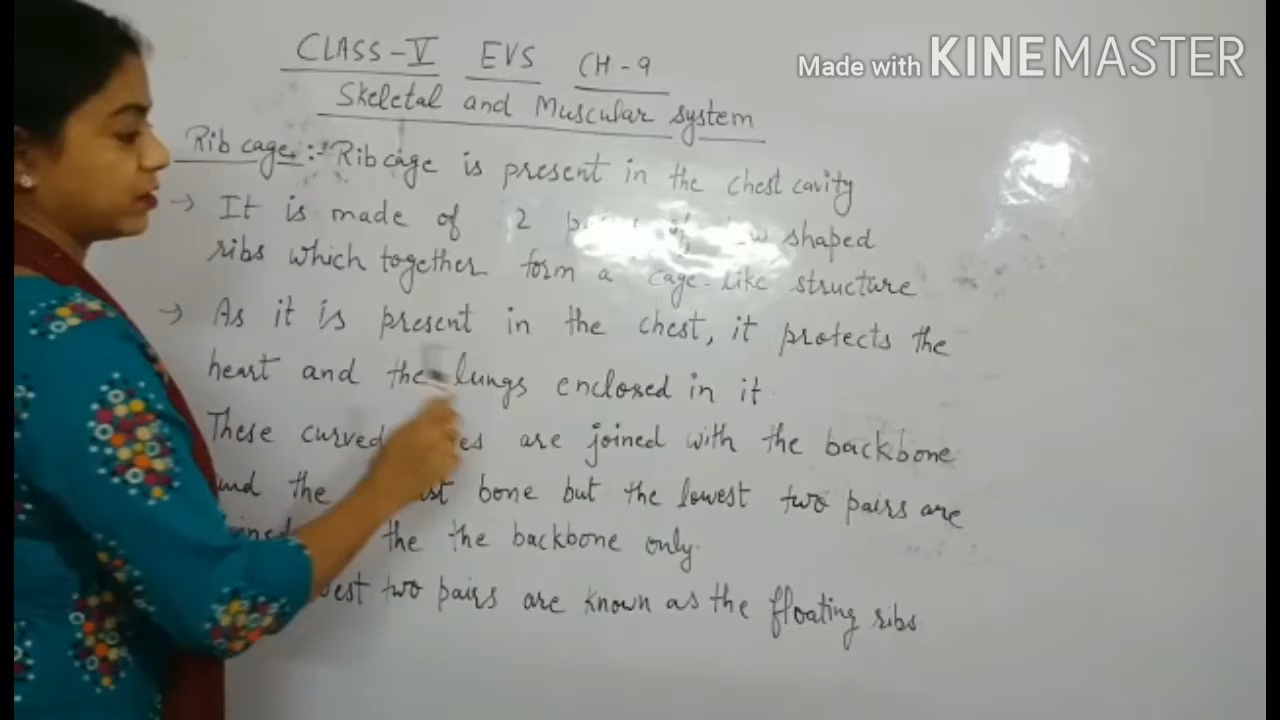 Made with KINEMASTER
CLASS-V EVS CH-9
Skeletal and Muscular system
Rib cage :- Rib cage is present in the chest cavity
→ It is made of 2 shaped
ribs which together form a cage-like structure
→ As it is present in the chest, it protects the
heart and the lungs enclosed in it.
These curved are joined with the backbone
and the bone but the lowest two pairs are
the the backbone only.
two pairs are known as the floating ribs